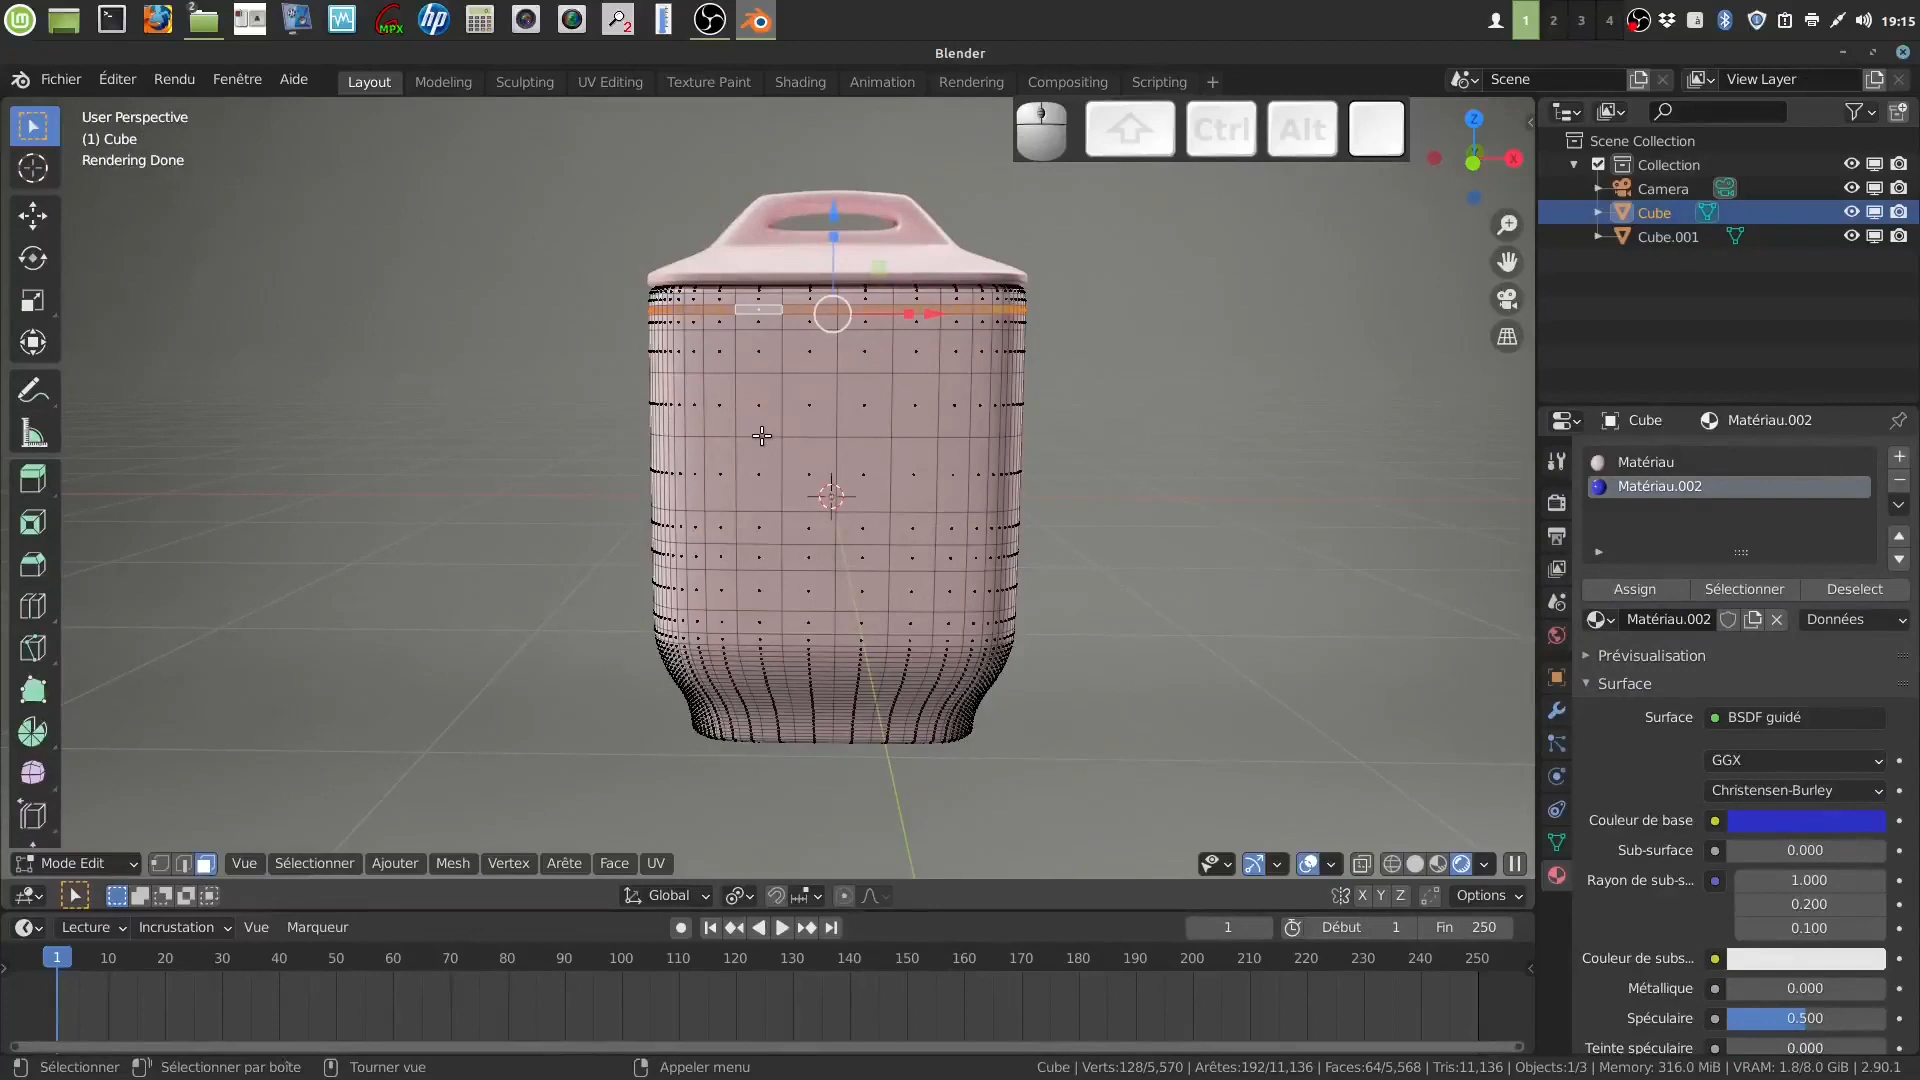 2
MPX
2
1 2 3 4
à
19:15
Blender
Fichier Éditer Rendu Fenêtre Aide
Layout Modeling Sculpting UV Editing Texture Paint Shading Animation Rendering Compositing Scripting +
Scene
View Layer
User Perspective
(1) Cube
Rendering Done
Ctrl Alt
Z
X
Scene Collection
Collection
Camera
Cube
Cube.001
Cube Matériau.002
Matériau
Matériau.002
Assign Sélectionner Deselect
Matériau.002 Données
Prévisualisation
Surface
Surface BSDF guidé
GGX
Christensen-Burley
Couleur de base
Sub-surface 0.000
Rayon de sub-s... 1.000
0.200
0.100
Couleur de subs...
Métallique 0.000
Spéculaire 0.500
Teinte spéculaire 0.000
Mode Edit Vue Sélectionner Ajouter Mesh Vertex Arête Face UV
Global X Y Z Options
Lecture Incrustation Vue Marqueur 1 Début 1 Fin 250
1 10 20 30 40 50 60 70 80 90 100 110 120 130 140 150 160 170 180 190 200 210 220 230 240 250
Sélectionner Sélectionner par boîte Tourner vue Appeler menu Cube | Verts:128/5,570 | Arêtes:192/11,136 | Faces:64/5,568 | Tris:11,136 | Objects:1/3 | Memory: 316.0 MiB | VRAM: 1.8/8.0 GiB | 2.90.1